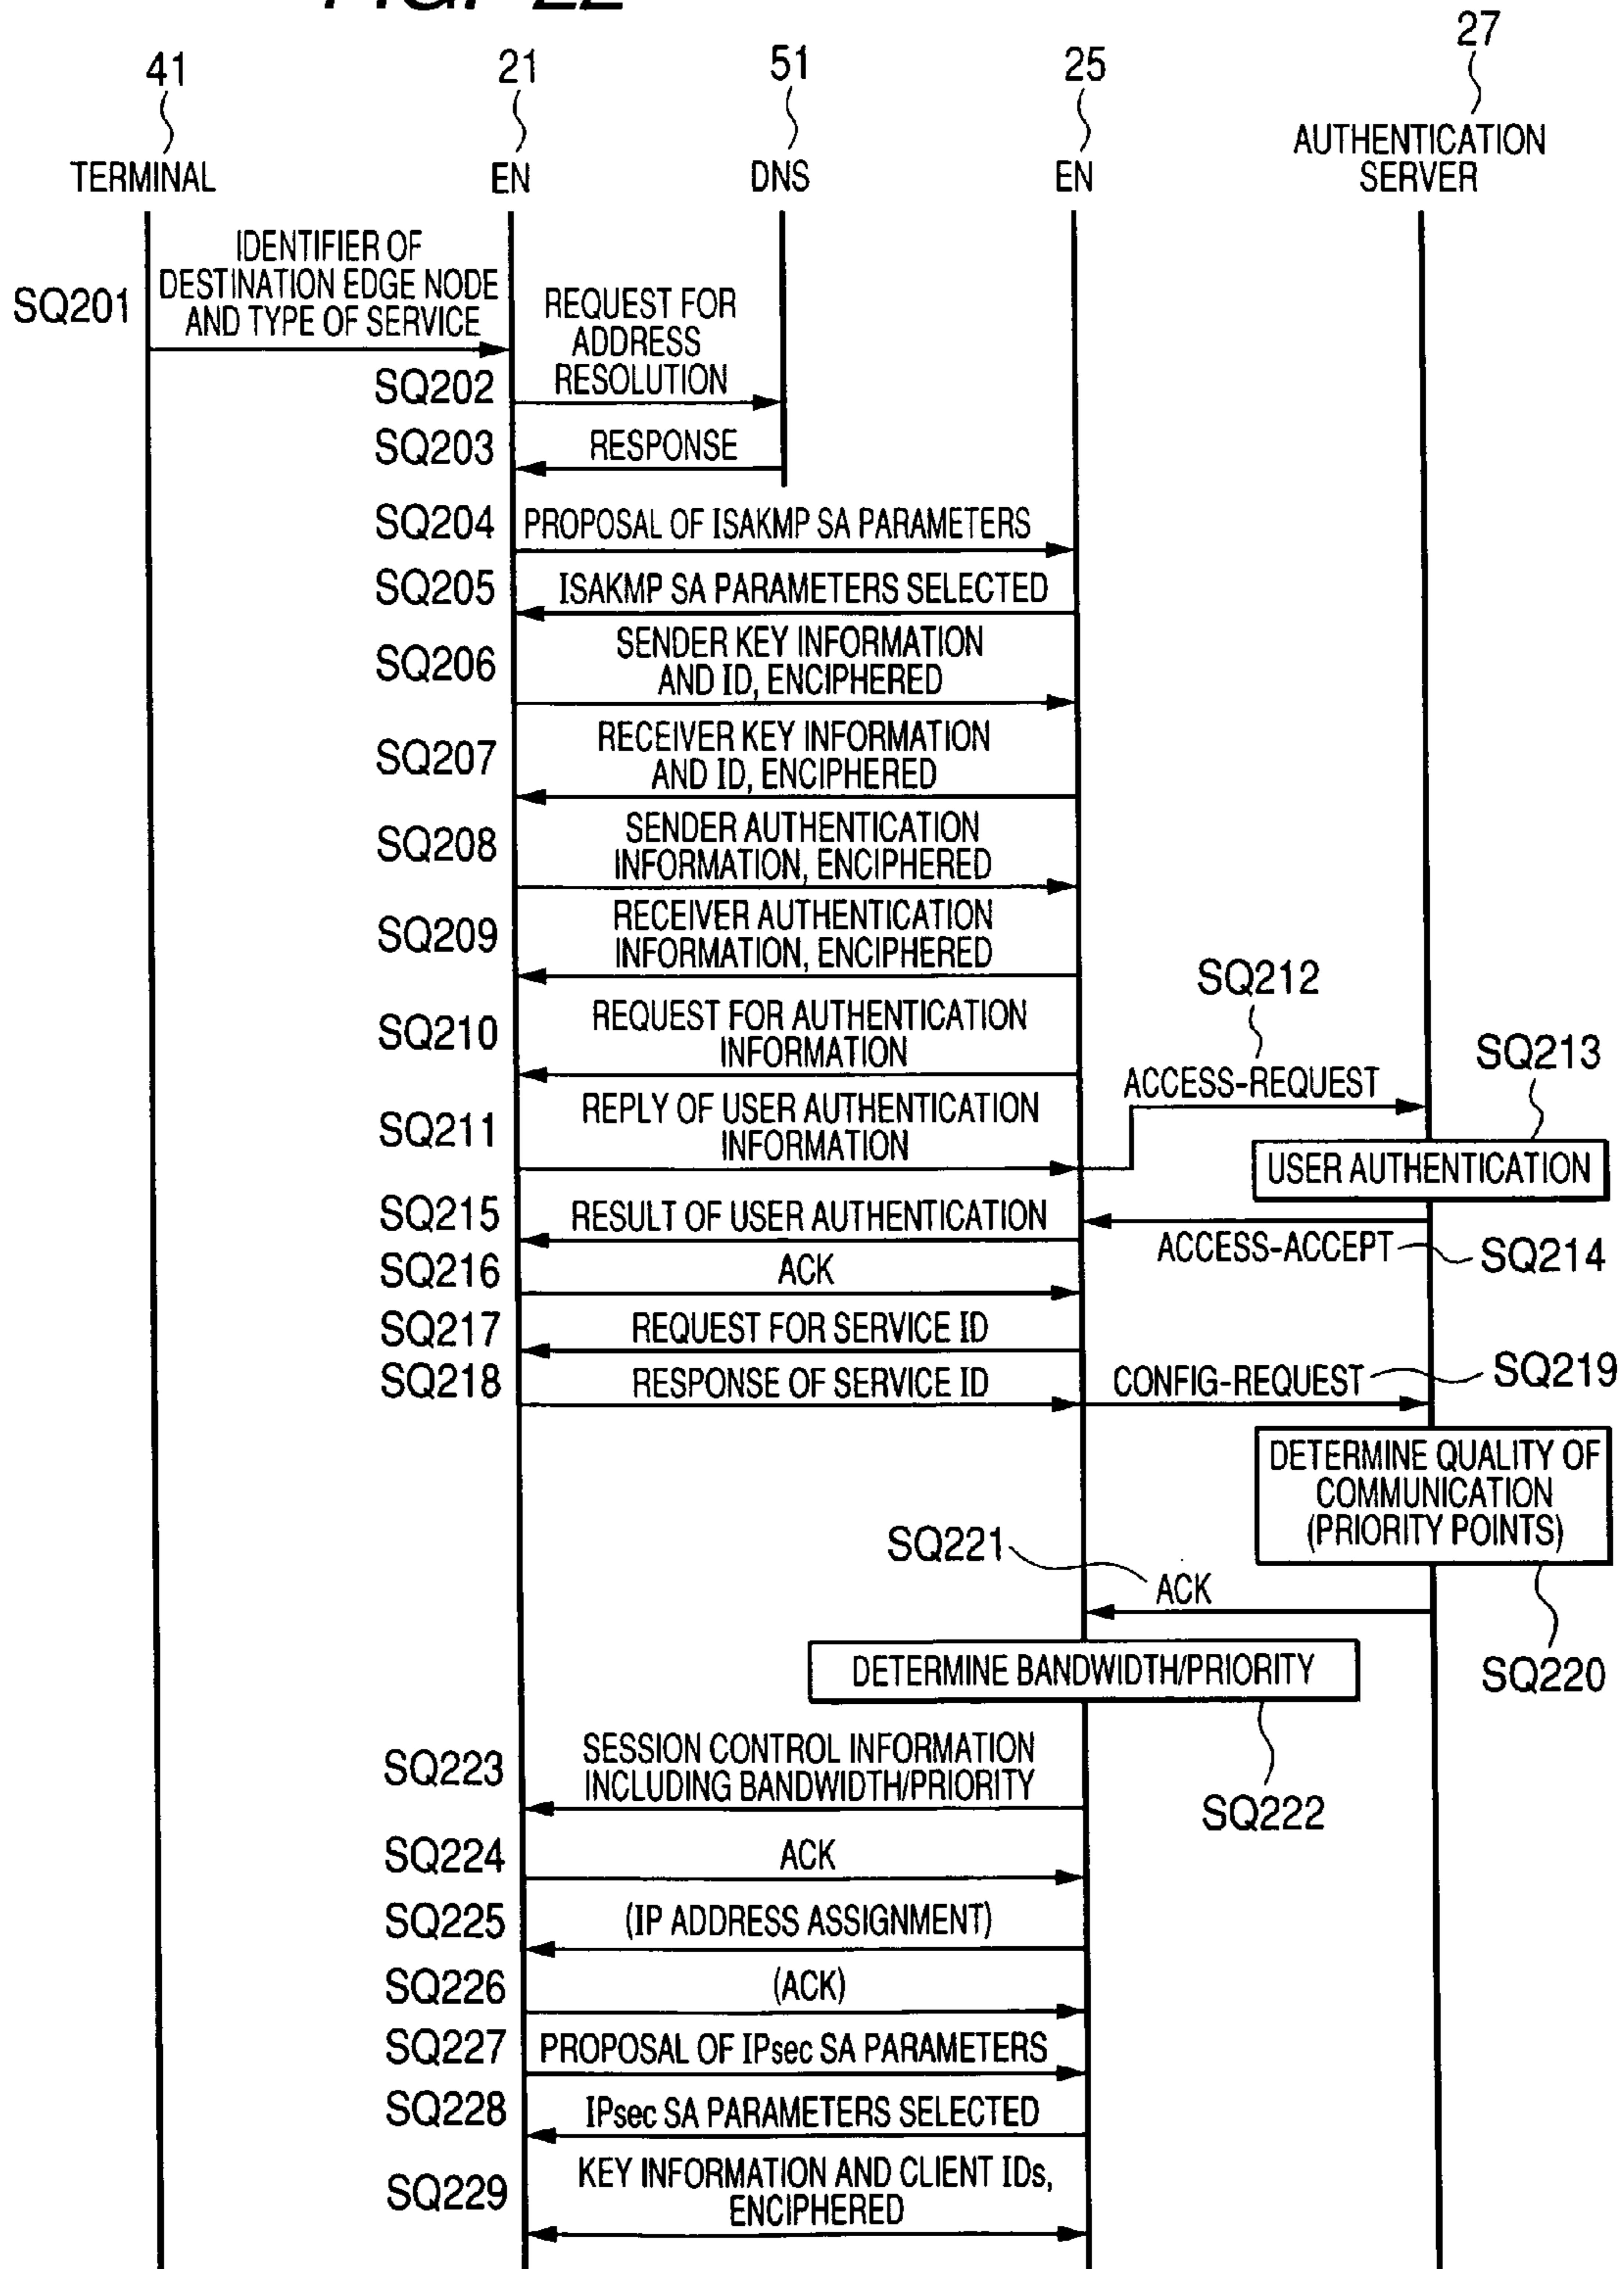 FIG. 22
41
21
51
25
27
TERMINAL
EN
DNS
EN
AUTHENTICATION
SERVER
SQ201
IDENTIFIER OF
DESTINATION EDGE NODE
AND TYPE OF SERVICE
SQ202
REQUEST FOR
ADDRESS
RESOLUTION
SQ203
RESPONSE
SQ204
PROPOSAL OF ISAKMP SA PARAMETERS
SQ205
ISAKMP SA PARAMETERS SELECTED
SQ206
SENDER KEY INFORMATION
AND ID, ENCIPHERED
SQ207
RECEIVER KEY INFORMATION
AND ID, ENCIPHERED
SQ208
SENDER AUTHENTICATION
INFORMATION, ENCIPHERED
SQ209
RECEIVER AUTHENTICATION
INFORMATION, ENCIPHERED
SQ210
REQUEST FOR AUTHENTICATION
INFORMATION
SQ212
ACCESS-REQUEST
SQ213
SQ211
REPLY OF USER AUTHENTICATION
INFORMATION
USER AUTHENTICATION
SQ215
RESULT OF USER AUTHENTICATION
ACCESS-ACCEPT
SQ214
SQ216
ACK
SQ217
REQUEST FOR SERVICE ID
SQ218
RESPONSE OF SERVICE ID
CONFIG-REQUEST
SQ219
DETERMINE QUALITY OF
COMMUNICATION
(PRIORITY POINTS)
SQ221
ACK
SQ220
DETERMINE BANDWIDTH/PRIORITY
SQ222
SQ223
SESSION CONTROL INFORMATION
INCLUDING BANDWIDTH/PRIORITY
SQ224
ACK
SQ225
(IP ADDRESS ASSIGNMENT)
SQ226
(ACK)
SQ227
PROPOSAL OF IPsec SA PARAMETERS
SQ228
IPsec SA PARAMETERS SELECTED
SQ229
KEY INFORMATION AND CLIENT IDs,
ENCIPHERED